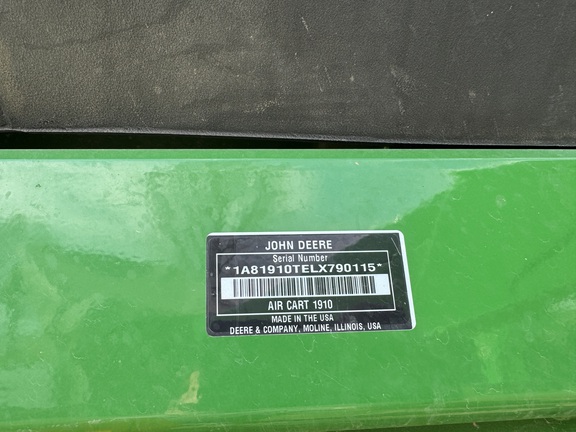 JOHN DEERE
Serial Number
*1A81910TELX790115*
AIR CART 1910
MADE IN THE USA
DEERE & COMPANY, MOLINE, ILLINOIS, USA